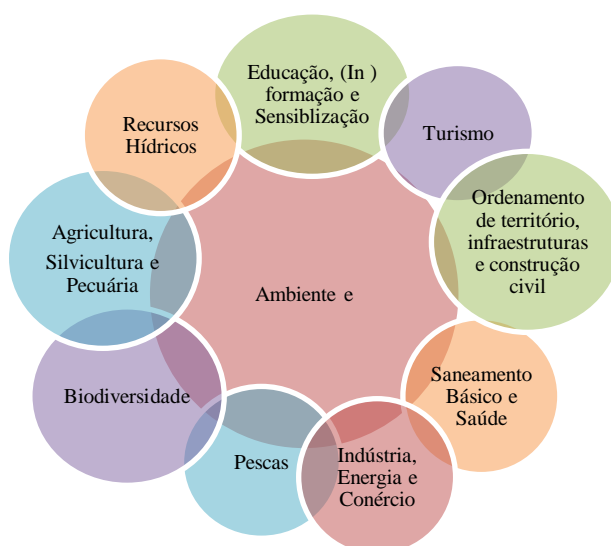 Educação, (In )
formação e
Sensiblização
Turismo
Ordenamento
de território,
infraestruturas
e construção
civil
Saneamento
Básico e
Saúde
Indústria,
Energia e
Conércio
Pescas
Biodiversidade
Agricultura,
Silvicultura e
Pecuária
Recursos
Hídricos
Ambiente e